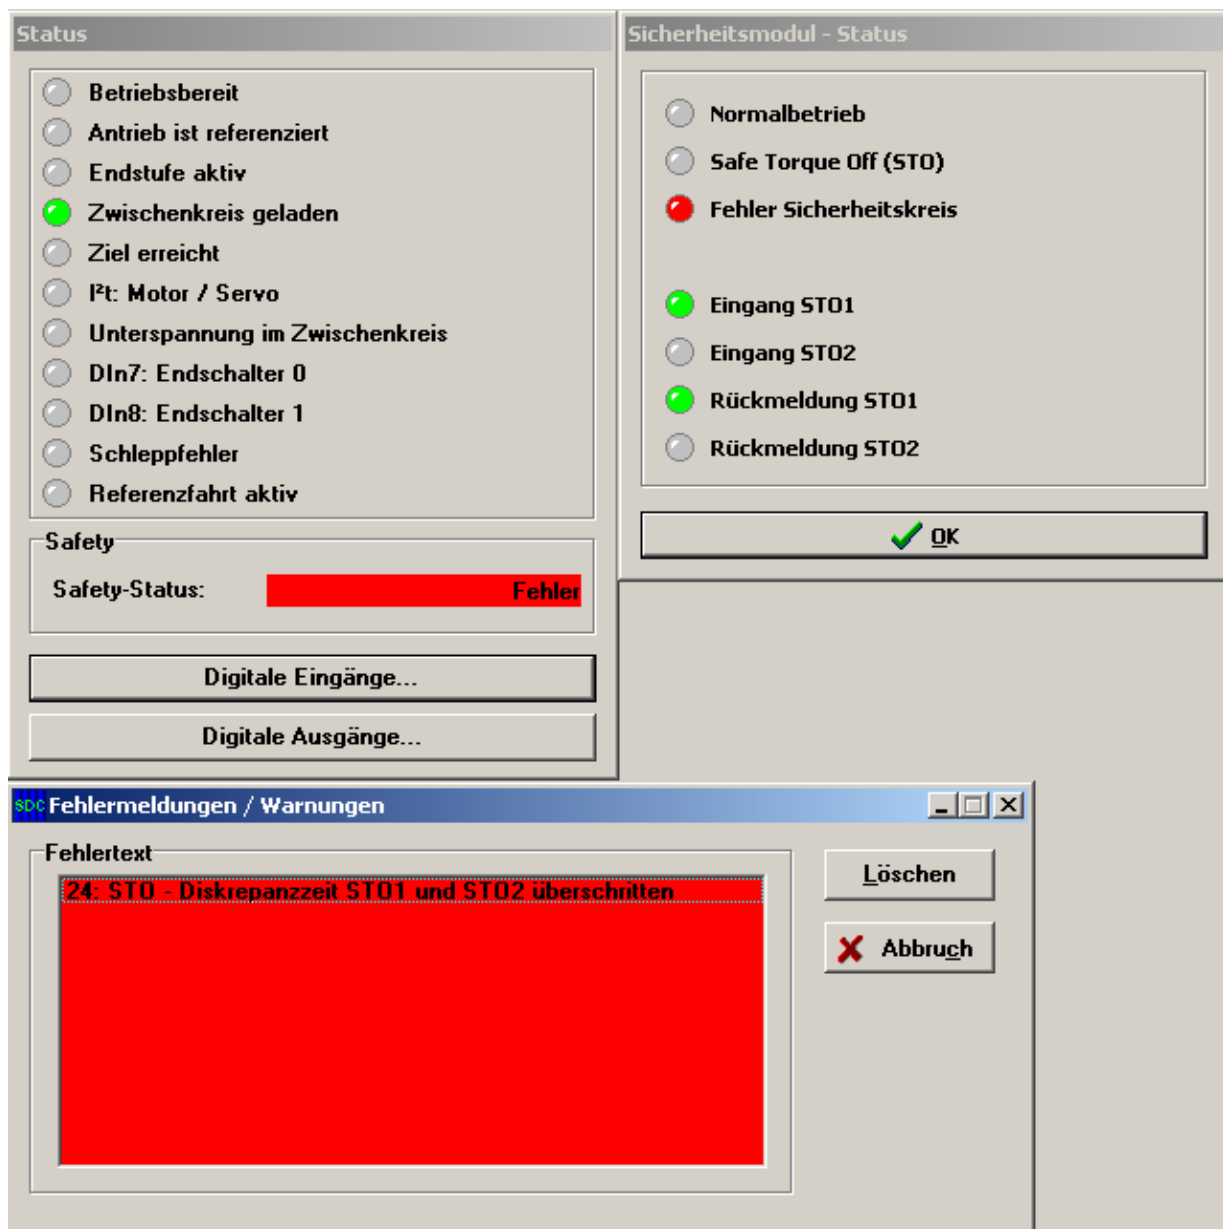 Status
Betriebsbereit
Antrieb ist referenziert
Endstufe aktiv
Zwischenkreis geladen
Ziel erreicht
I²t: Motor / Servo
Unterspannung im Zwischenkreis
DIn7: Endschalter 0
DIn8: Endschalter 1
Schleppfehler
Referenzfahrt aktiv
Safety
Safety-Status: Fehler
Digitale Eingänge...
Digitale Ausgänge...
Sicherheitsmodul - Status
Normalbetrieb
Safe Torque Off (STO)
Fehler Sicherheitskreis
Eingang STO1
Eingang STO2
Rückmeldung STO1
Rückmeldung STO2
OK
SDC Fehlermeldungen / Warnungen
Fehlertext
24: STO - Diskrepanzzeit STO1 und STO2 überschritten
Löschen
Abbruch